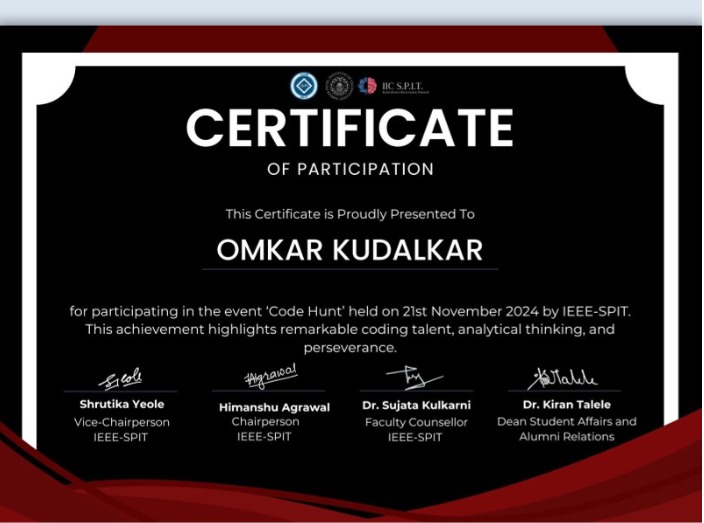 IIC S.P.I.T.
CERTIFICATE
OF PARTICIPATION
This Certificate is Proudly Presented To
OMKAR KUDALKAR
for participating in the event ‘Code Hunt’ held on 21st November 2024 by IEEE-SPIT.
This achievement highlights remarkable coding talent, analytical thinking, and
perseverance.
Shrutika Yeole
Vice-Chairperson
IEEE-SPIT
Himanshu Agrawal
Chairperson
IEEE-SPIT
Dr. Sujata Kulkarni
Faculty Counsellor
IEEE-SPIT
Dr. Kiran Talele
Dean Student Affairs and
Alumni Relations